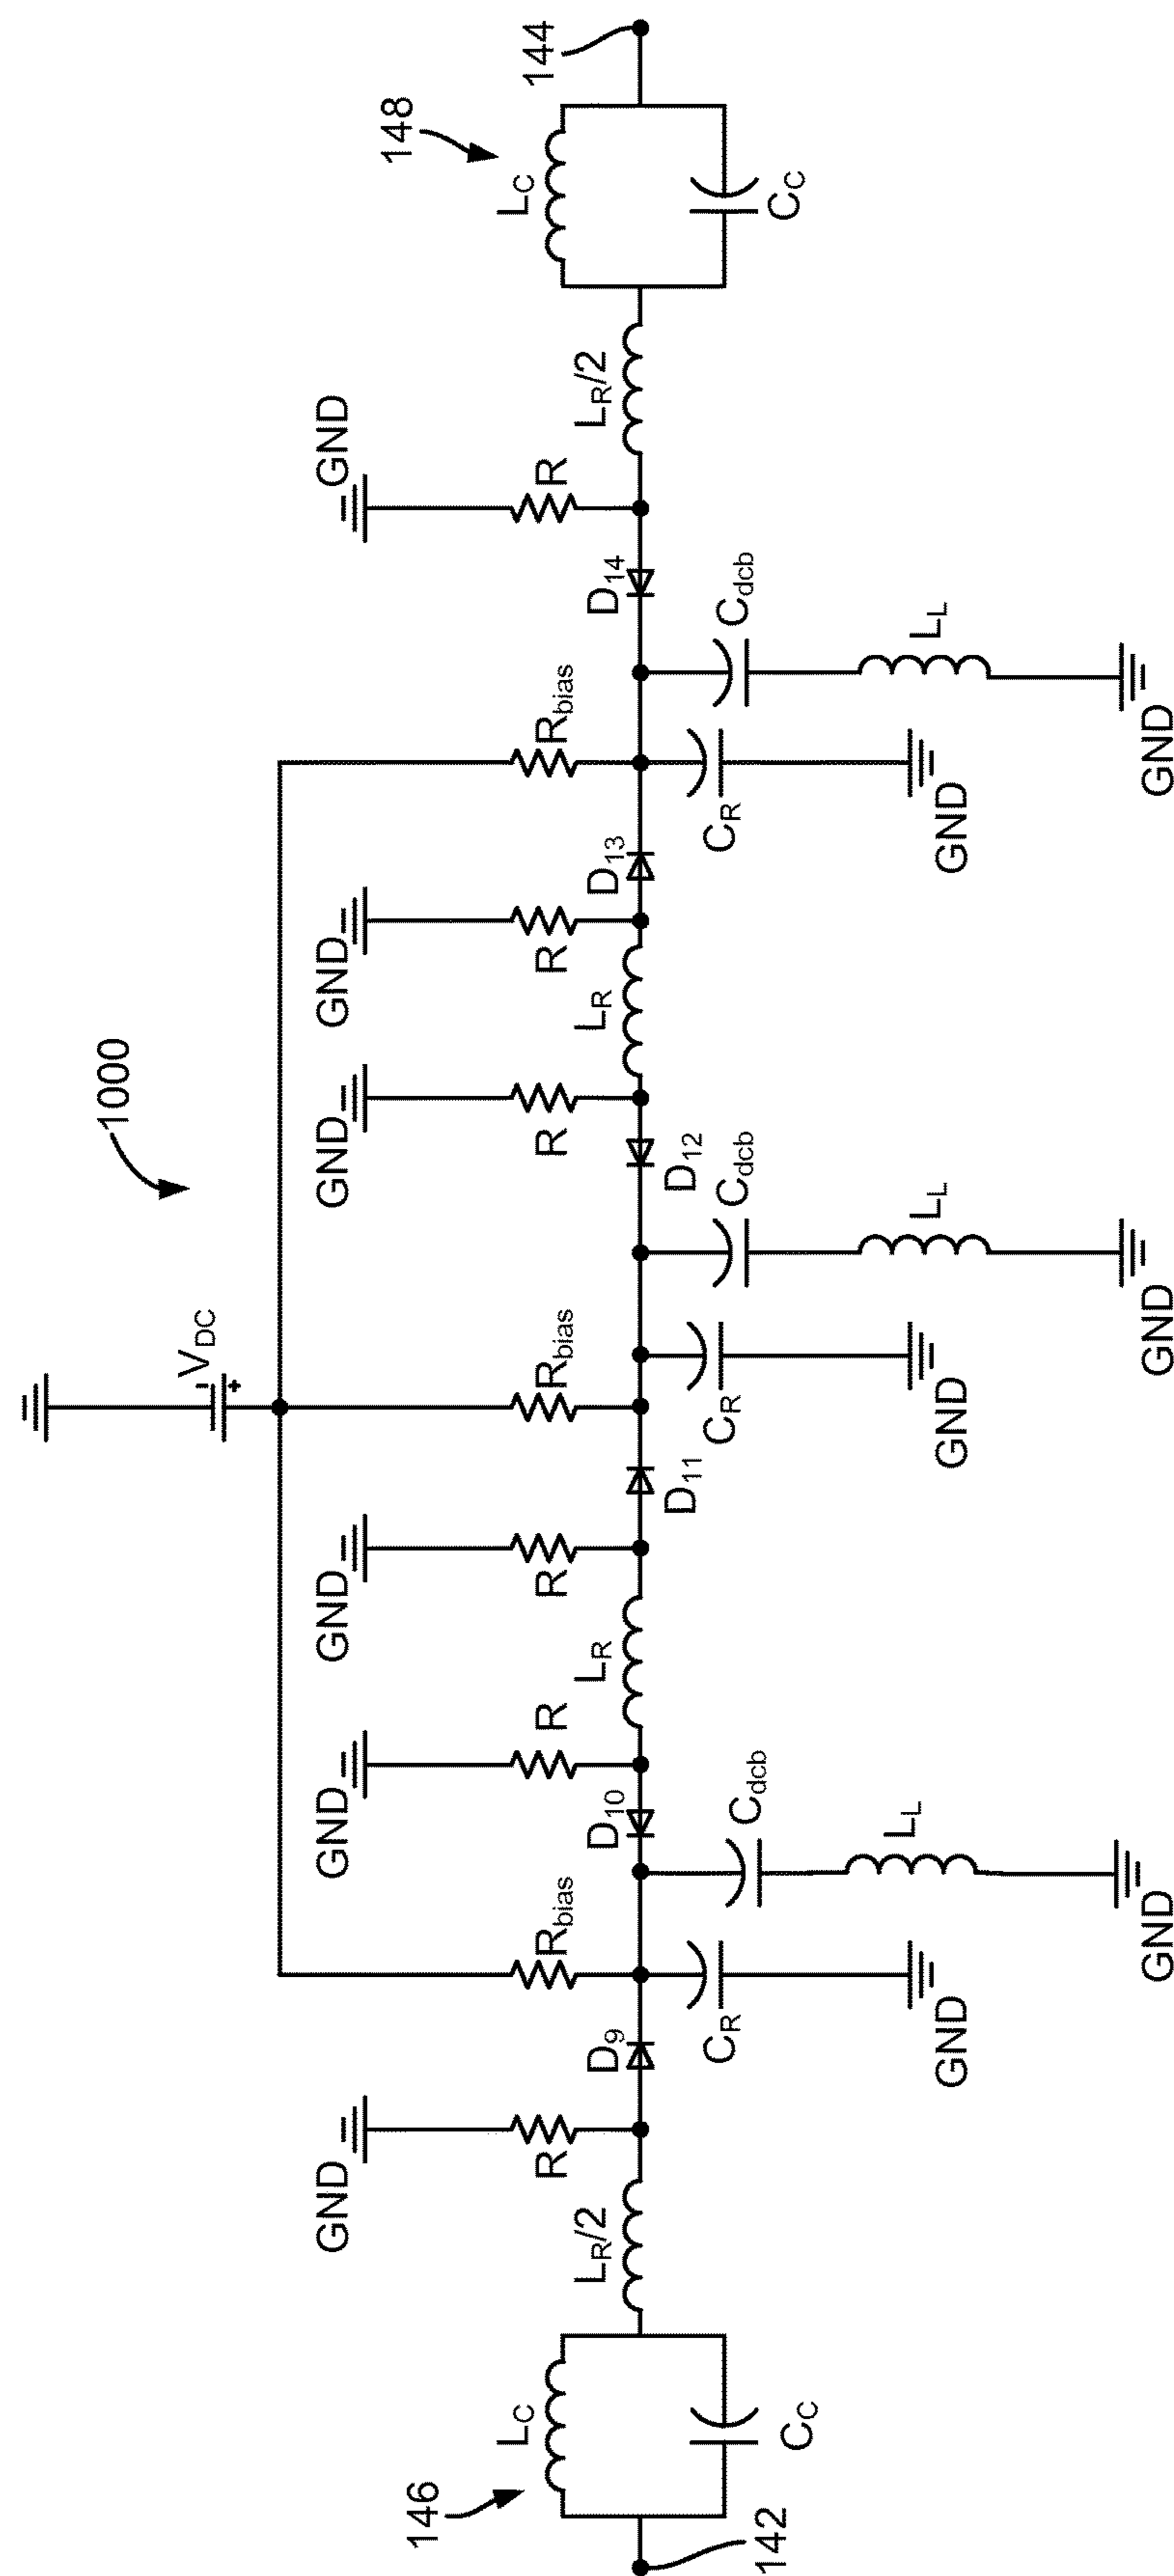 1000
V_DC
-
+
GND
GND
GND
GND
GND
GND
R
R_bias
R
R
R_bias
R
R
R_bias
R
146
L_C
C_C
142
L_R/2
D_9
D_10
L_R
D_11
D_12
L_R
D_13
D_14
L_R/2
148
L_C
C_C
144
C_R
C_dcb
C_R
C_dcb
C_R
C_dcb
L_L
L_L
L_L
GND
GND
GND
GND
GND
GND